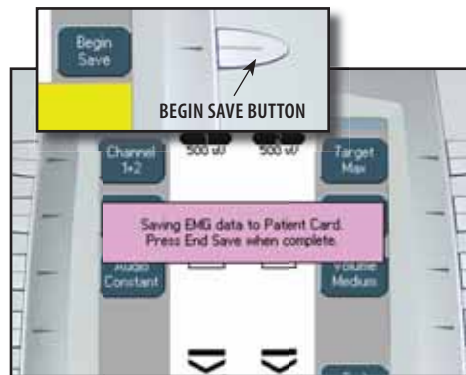 Begin
Save
BEGIN SAVE BUTTON
Channel
1+2
500 uV 500 uV
Target
Max
Saving EMG data to Patient Card.
Press End Save when complete.
Audio
Constant
Volume
Medium